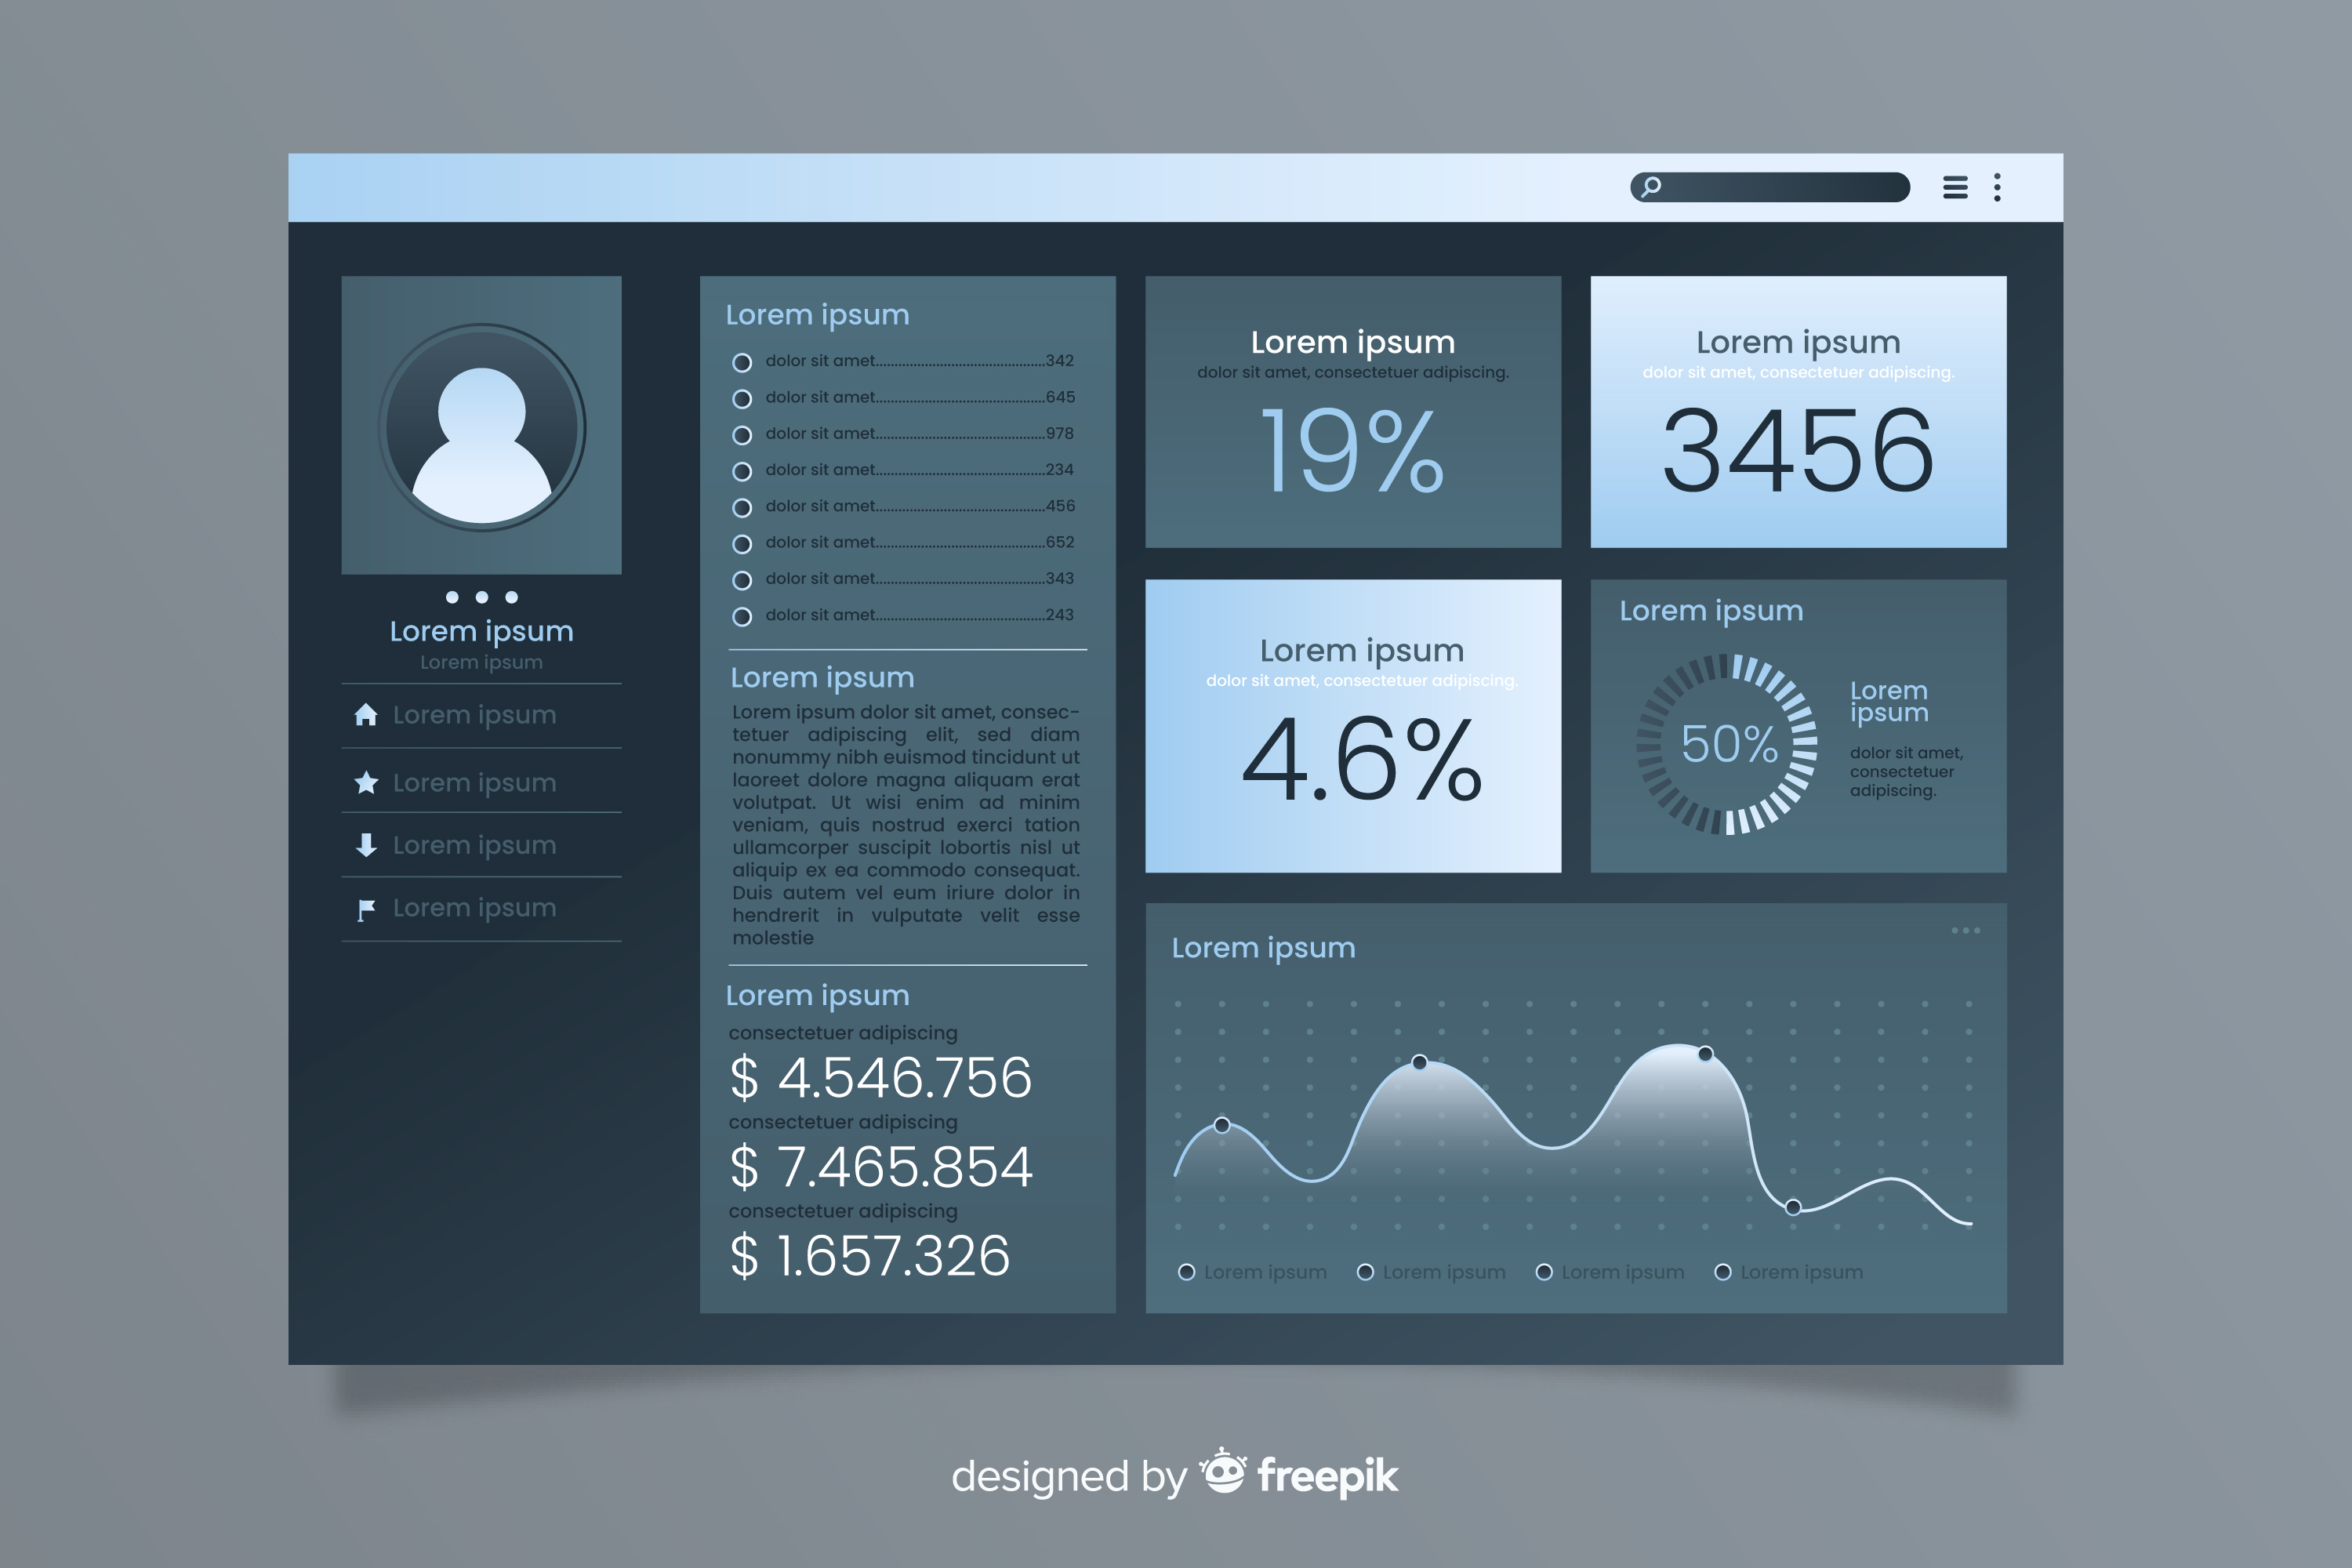 Lorem ipsum
Lorem ipsum
Lorem ipsum
Lorem ipsum
Lorem ipsum
Lorem ipsum
Lorem ipsum
dolor sit amet..........................................342
dolor sit amet..........................................645
dolor sit amet..........................................978
dolor sit amet..........................................234
dolor sit amet..........................................456
dolor sit amet..........................................652
dolor sit amet..........................................343
dolor sit amet..........................................243
Lorem ipsum
Lorem ipsum dolor sit amet, consec-
tetuer adipiscing elit, sed diam
nonummy nibh euismod tincidunt ut
laoreet dolore magna aliquam erat
volutpat. Ut wisi enim ad minim
veniam, quis nostrud exerci tation
ullamcorper suscipit lobortis nisl ut
aliquip ex ea commodo consequat.
Duis autem vel eum iriure dolor in
hendrerit in vulputate velit esse
molestie
Lorem ipsum
consectetuer adipiscing
$ 4.546.756
consectetuer adipiscing
$ 7.465.854
consectetuer adipiscing
$ 1.657.326
Lorem ipsum
dolor sit amet, consectetuer adipiscing.
19%
Lorem ipsum
dolor sit amet, consectetuer adipiscing.
3456
Lorem ipsum
dolor sit amet, consectetuer adipiscing.
4.6%
Lorem ipsum
50%
Lorem
ipsum
dolor sit amet,
consectetuer
adipiscing.
Lorem ipsum
Lorem ipsum Lorem ipsum Lorem ipsum Lorem ipsum
designed by freepik